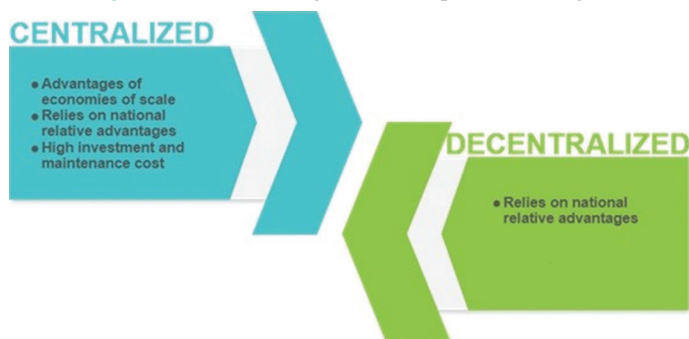 CENTRALIZED
● Advantages of
economies of scale
● Relies on national
relative advantages
● High investment and
maintenance cost
DECENTRALIZED
● Relies on national
relative advantages